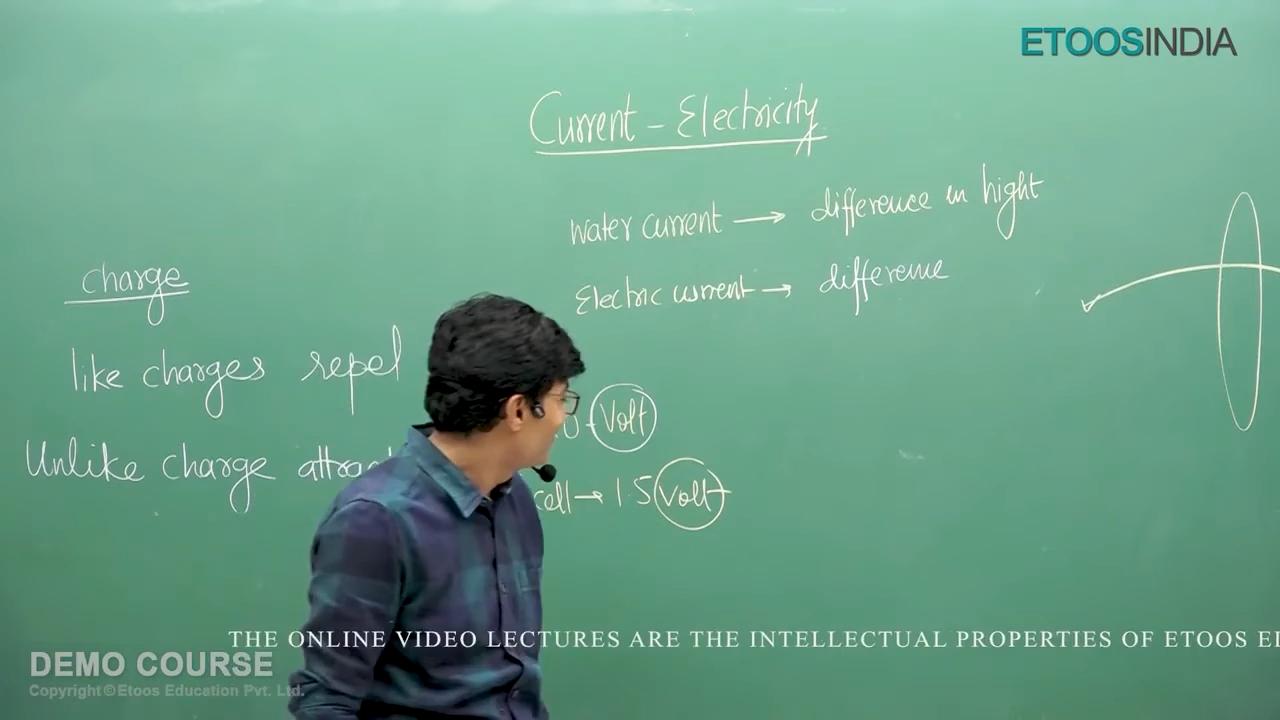 ETOOSINDIA
Current - Electricity
water current → difference in hight
Electric current → difference
charge
like charges repel
Unlike charge
Volt
cell → 1.5 volt
THE ONLINE VIDEO LECTURES ARE THE INTELLECTUAL PROPERTIES OF ETOOS
DEMO COURSE
Copyright © Etoos Education Pvt. Ltd.